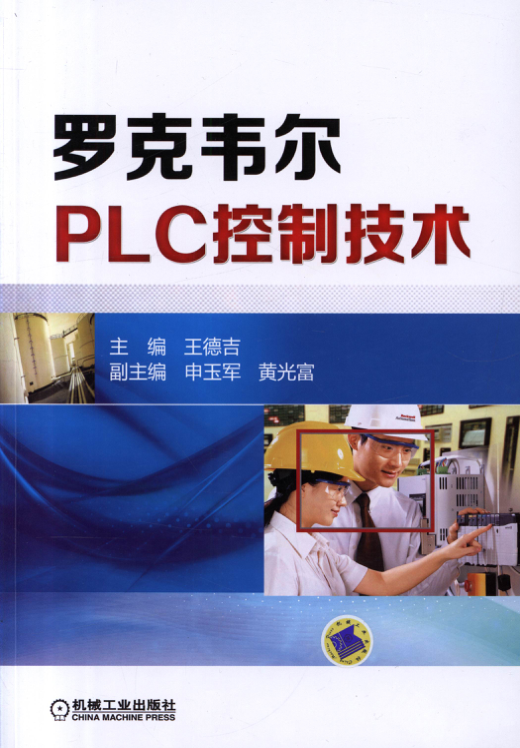 罗克韦尔
PLC控制技术
主 编 王德吉
副主编 申玉军 黄光富
机械工业出版社
CHINA MACHINE PRESS